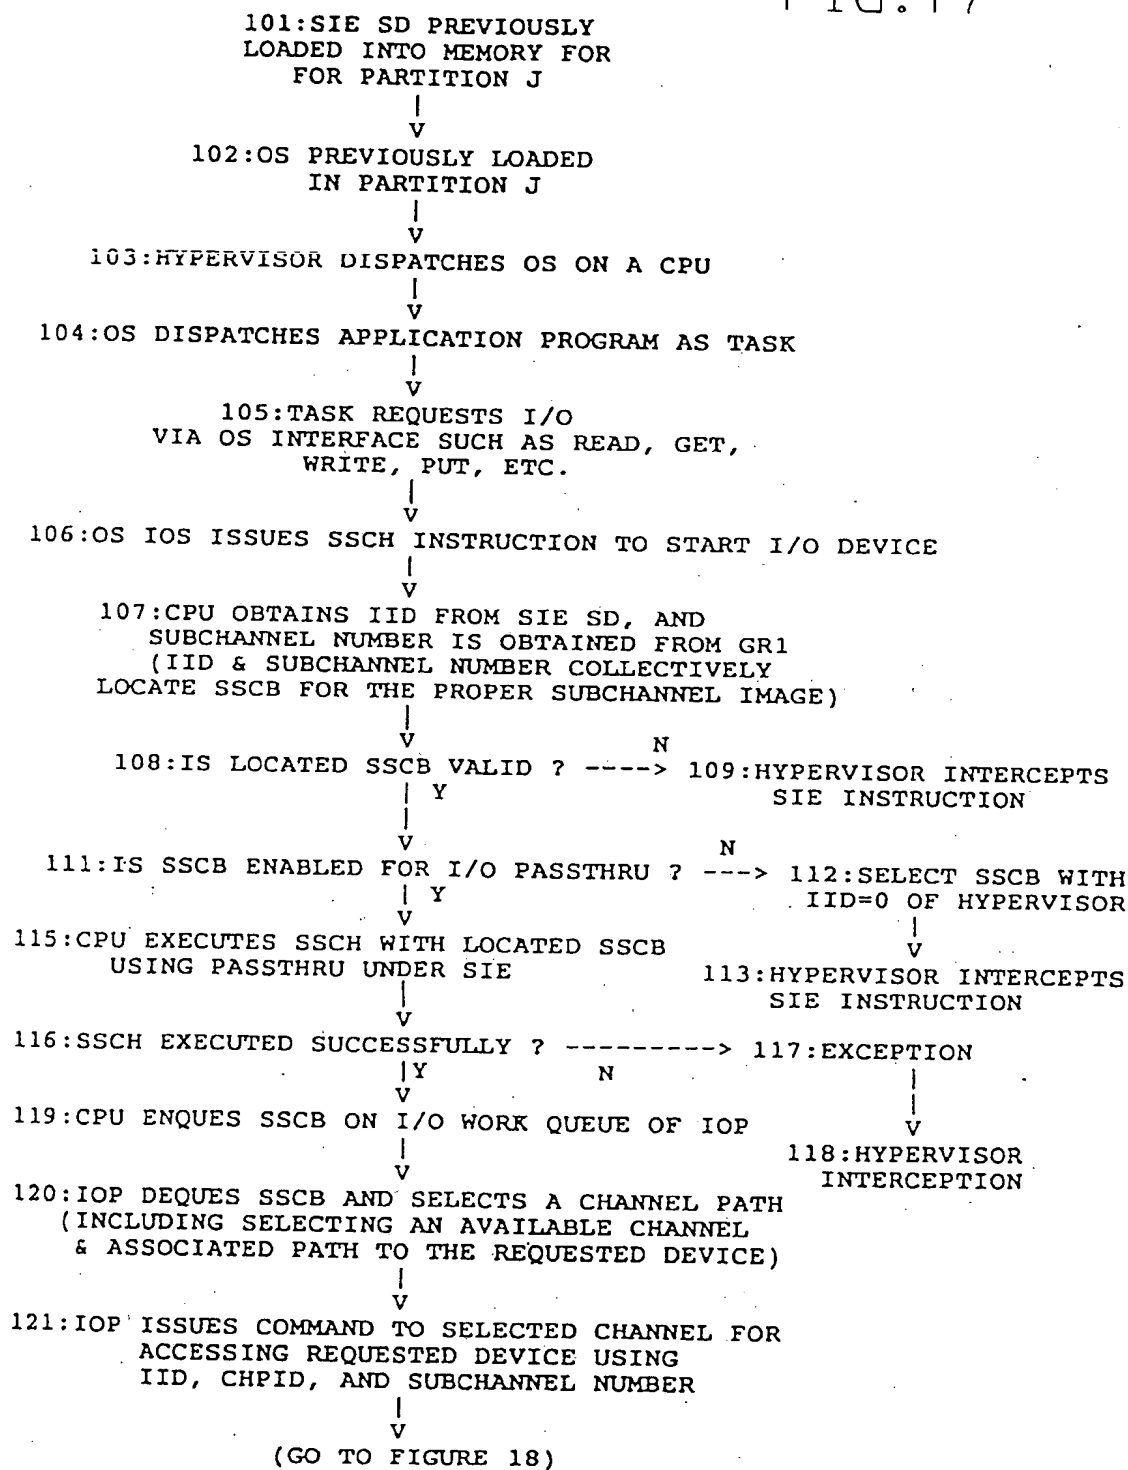 FIG. 17
101:SIE SD PREVIOUSLY
LOADED INTO MEMORY FOR
FOR PARTITION J
|
V
102:OS PREVIOUSLY LOADED
IN PARTITION J
|
V
103:HYPERVISOR DISPATCHES OS ON A CPU
|
V
104:OS DISPATCHES APPLICATION PROGRAM AS TASK
|
V
105:TASK REQUESTS I/O
VIA OS INTERFACE SUCH AS READ, GET,
WRITE, PUT, ETC.
|
V
106:OS IOS ISSUES SSCH INSTRUCTION TO START I/O DEVICE
|
V
107:CPU OBTAINS IID FROM SIE SD, AND
SUBCHANNEL NUMBER IS OBTAINED FROM GR1
(IID & SUBCHANNEL NUMBER COLLECTIVELY
LOCATE SSCB FOR THE PROPER SUBCHANNEL IMAGE)
|
V
N
108:IS LOCATED SSCB VALID ? ----> 109:HYPERVISOR INTERCEPTS
| Y SIE INSTRUCTION
|
V
N
111:IS SSCB ENABLED FOR I/O PASSTHRU ? ---> 112:SELECT SSCB WITH
| Y IID=0 OF HYPERVISOR
V |
115:CPU EXECUTES SSCH WITH LOCATED SSCB V
USING PASSTHRU UNDER SIE 113:HYPERVISOR INTERCEPTS
| SIE INSTRUCTION
V
116:SSCH EXECUTED SUCCESSFULLY ? ---------> 117:EXCEPTION
|Y N |
V |
119:CPU ENQUES SSCB ON I/O WORK QUEUE OF IOP V
| 118:HYPERVISOR
V INTERCEPTION
120:IOP DEQUES SSCB AND SELECTS A CHANNEL PATH
(INCLUDING SELECTING AN AVAILABLE CHANNEL
& ASSOCIATED PATH TO THE REQUESTED DEVICE)
|
V
121:IOP ISSUES COMMAND TO SELECTED CHANNEL FOR
ACCESSING REQUESTED DEVICE USING
IID, CHPID, AND SUBCHANNEL NUMBER
|
V
(GO TO FIGURE 18)